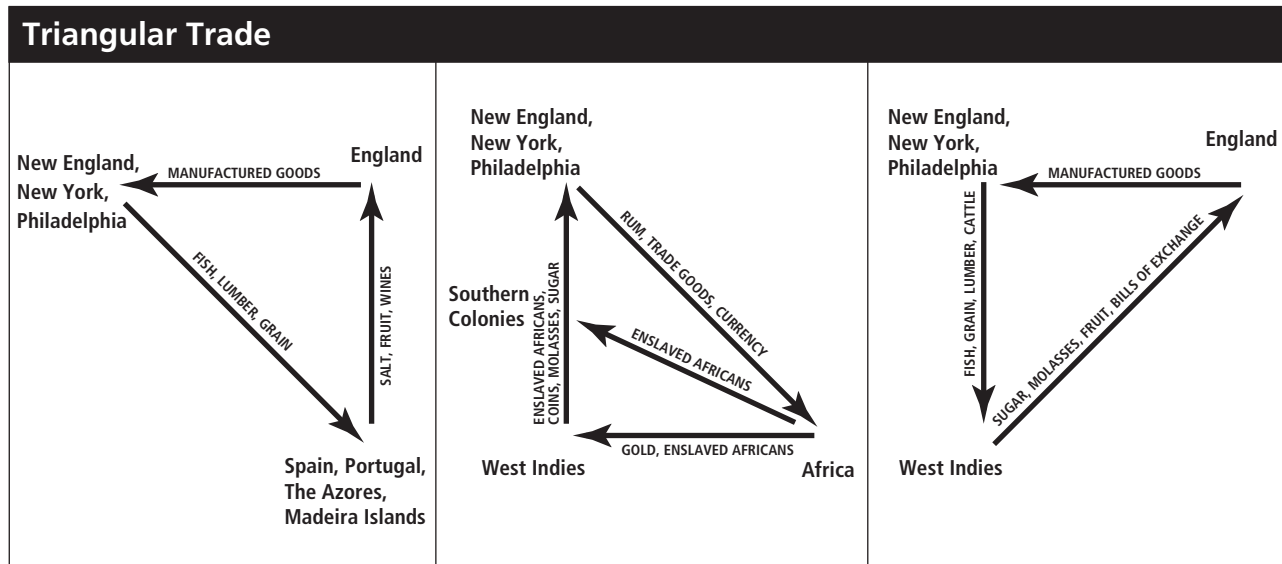 Triangular Trade
New England,
New York,
Philadelphia
England
MANUFACTURED GOODS
FISH, LUMBER, GRAIN
SALT, FRUIT, WINES
Spain, Portugal,
The Azores,
Madeira Islands
New England,
New York,
Philadelphia
RUM, TRADE GOODS, CURRENCY
Southern
Colonies
ENSLAVED AFRICANS,
COINS, MOLASSES, SUGAR
ENSLAVED AFRICANS
GOLD, ENSLAVED AFRICANS
West Indies
Africa
New England,
New York,
Philadelphia
England
MANUFACTURED GOODS
FISH, GRAIN, LUMBER, CATTLE
SUGAR, MOLASSES, FRUIT, BILLS OF EXCHANGE
West Indies